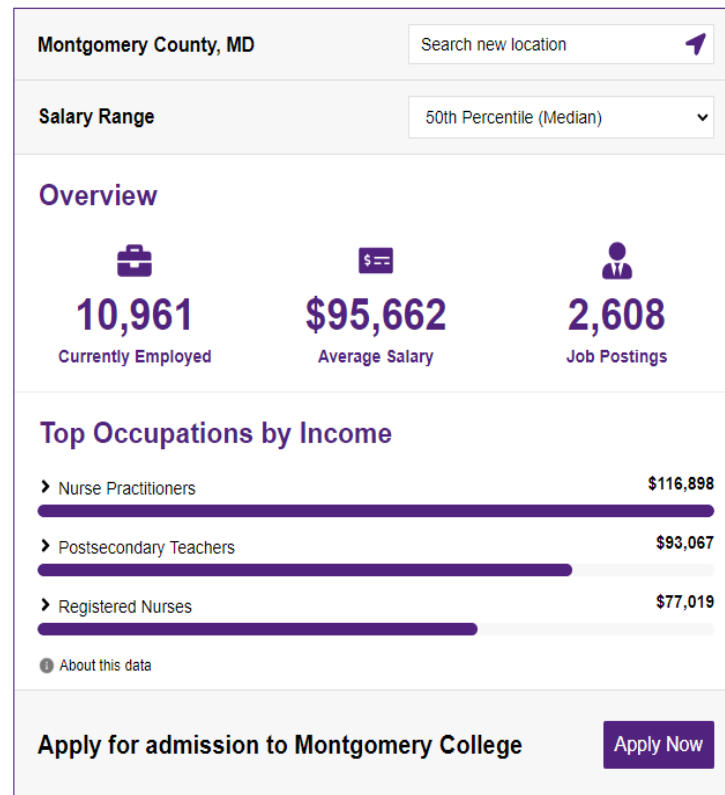 Montgomery County, MD
Search new location
Salary Range
50th Percentile (Median)
Overview
10,961
Currently Employed
$95,662
Average Salary
2,608
Job Postings
Top Occupations by Income
Nurse Practitioners $116,898
Postsecondary Teachers $93,067
Registered Nurses $77,019
About this data
Apply for admission to Montgomery College
Apply Now